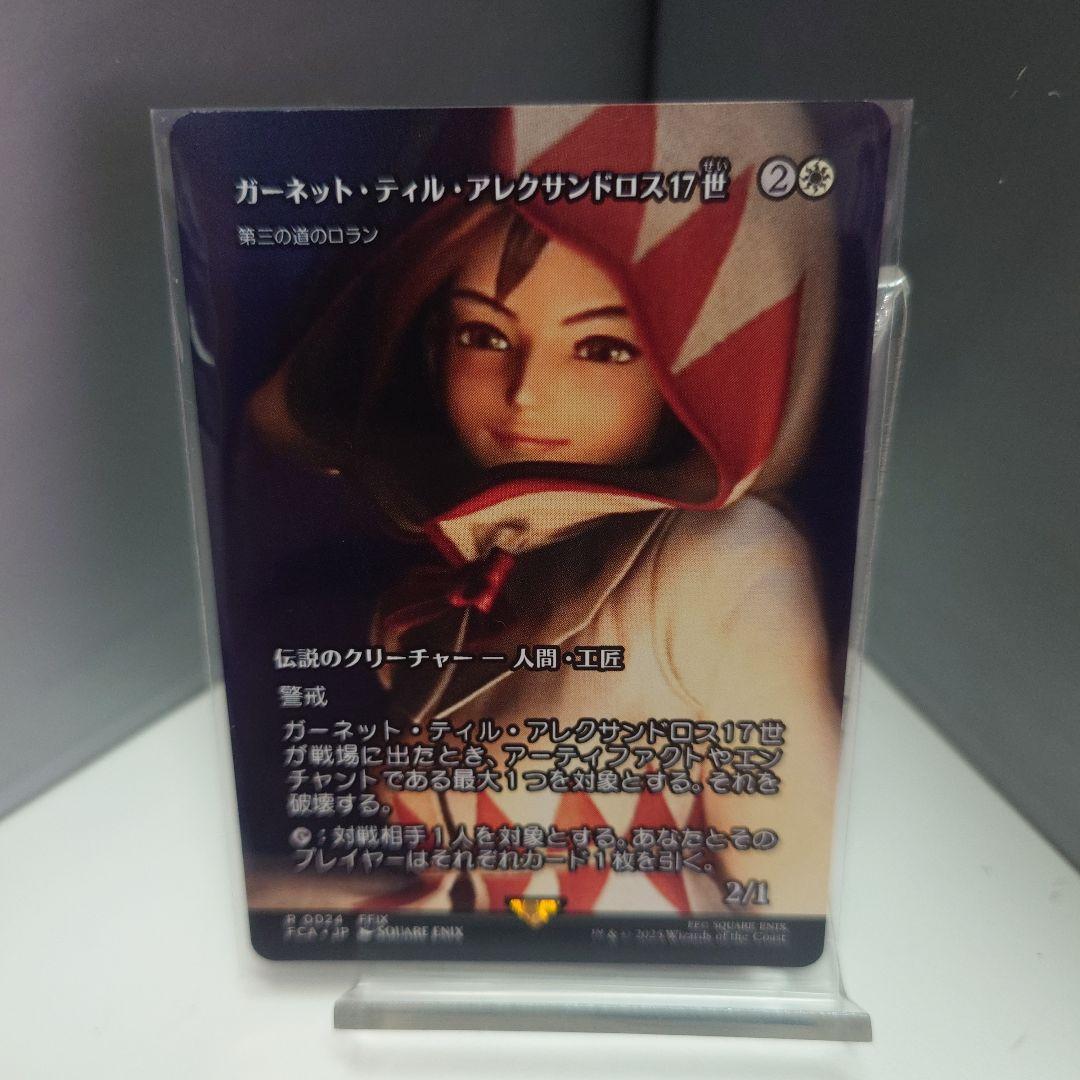 ガーネット・ティル・アレクサンドロス17世 2
せい
第三の道のロラン
伝説のクリーチャー — 人間・工匠
警戒
ガーネット・ティル・アレクサンドロス17世
が戦場に出たとき、アーティファクトやエン
チャントである最大1つを対象とする。それを
破壊する。
：対戦相手1人を対象とする。あなたとその
プレイヤーはそれぞれカード1枚を引く。
2/1
R 0024 FFIX
FCA・JP SQUARE ENIX
SQUARE ENIX
™ & © 2025 Wizards of the Coast